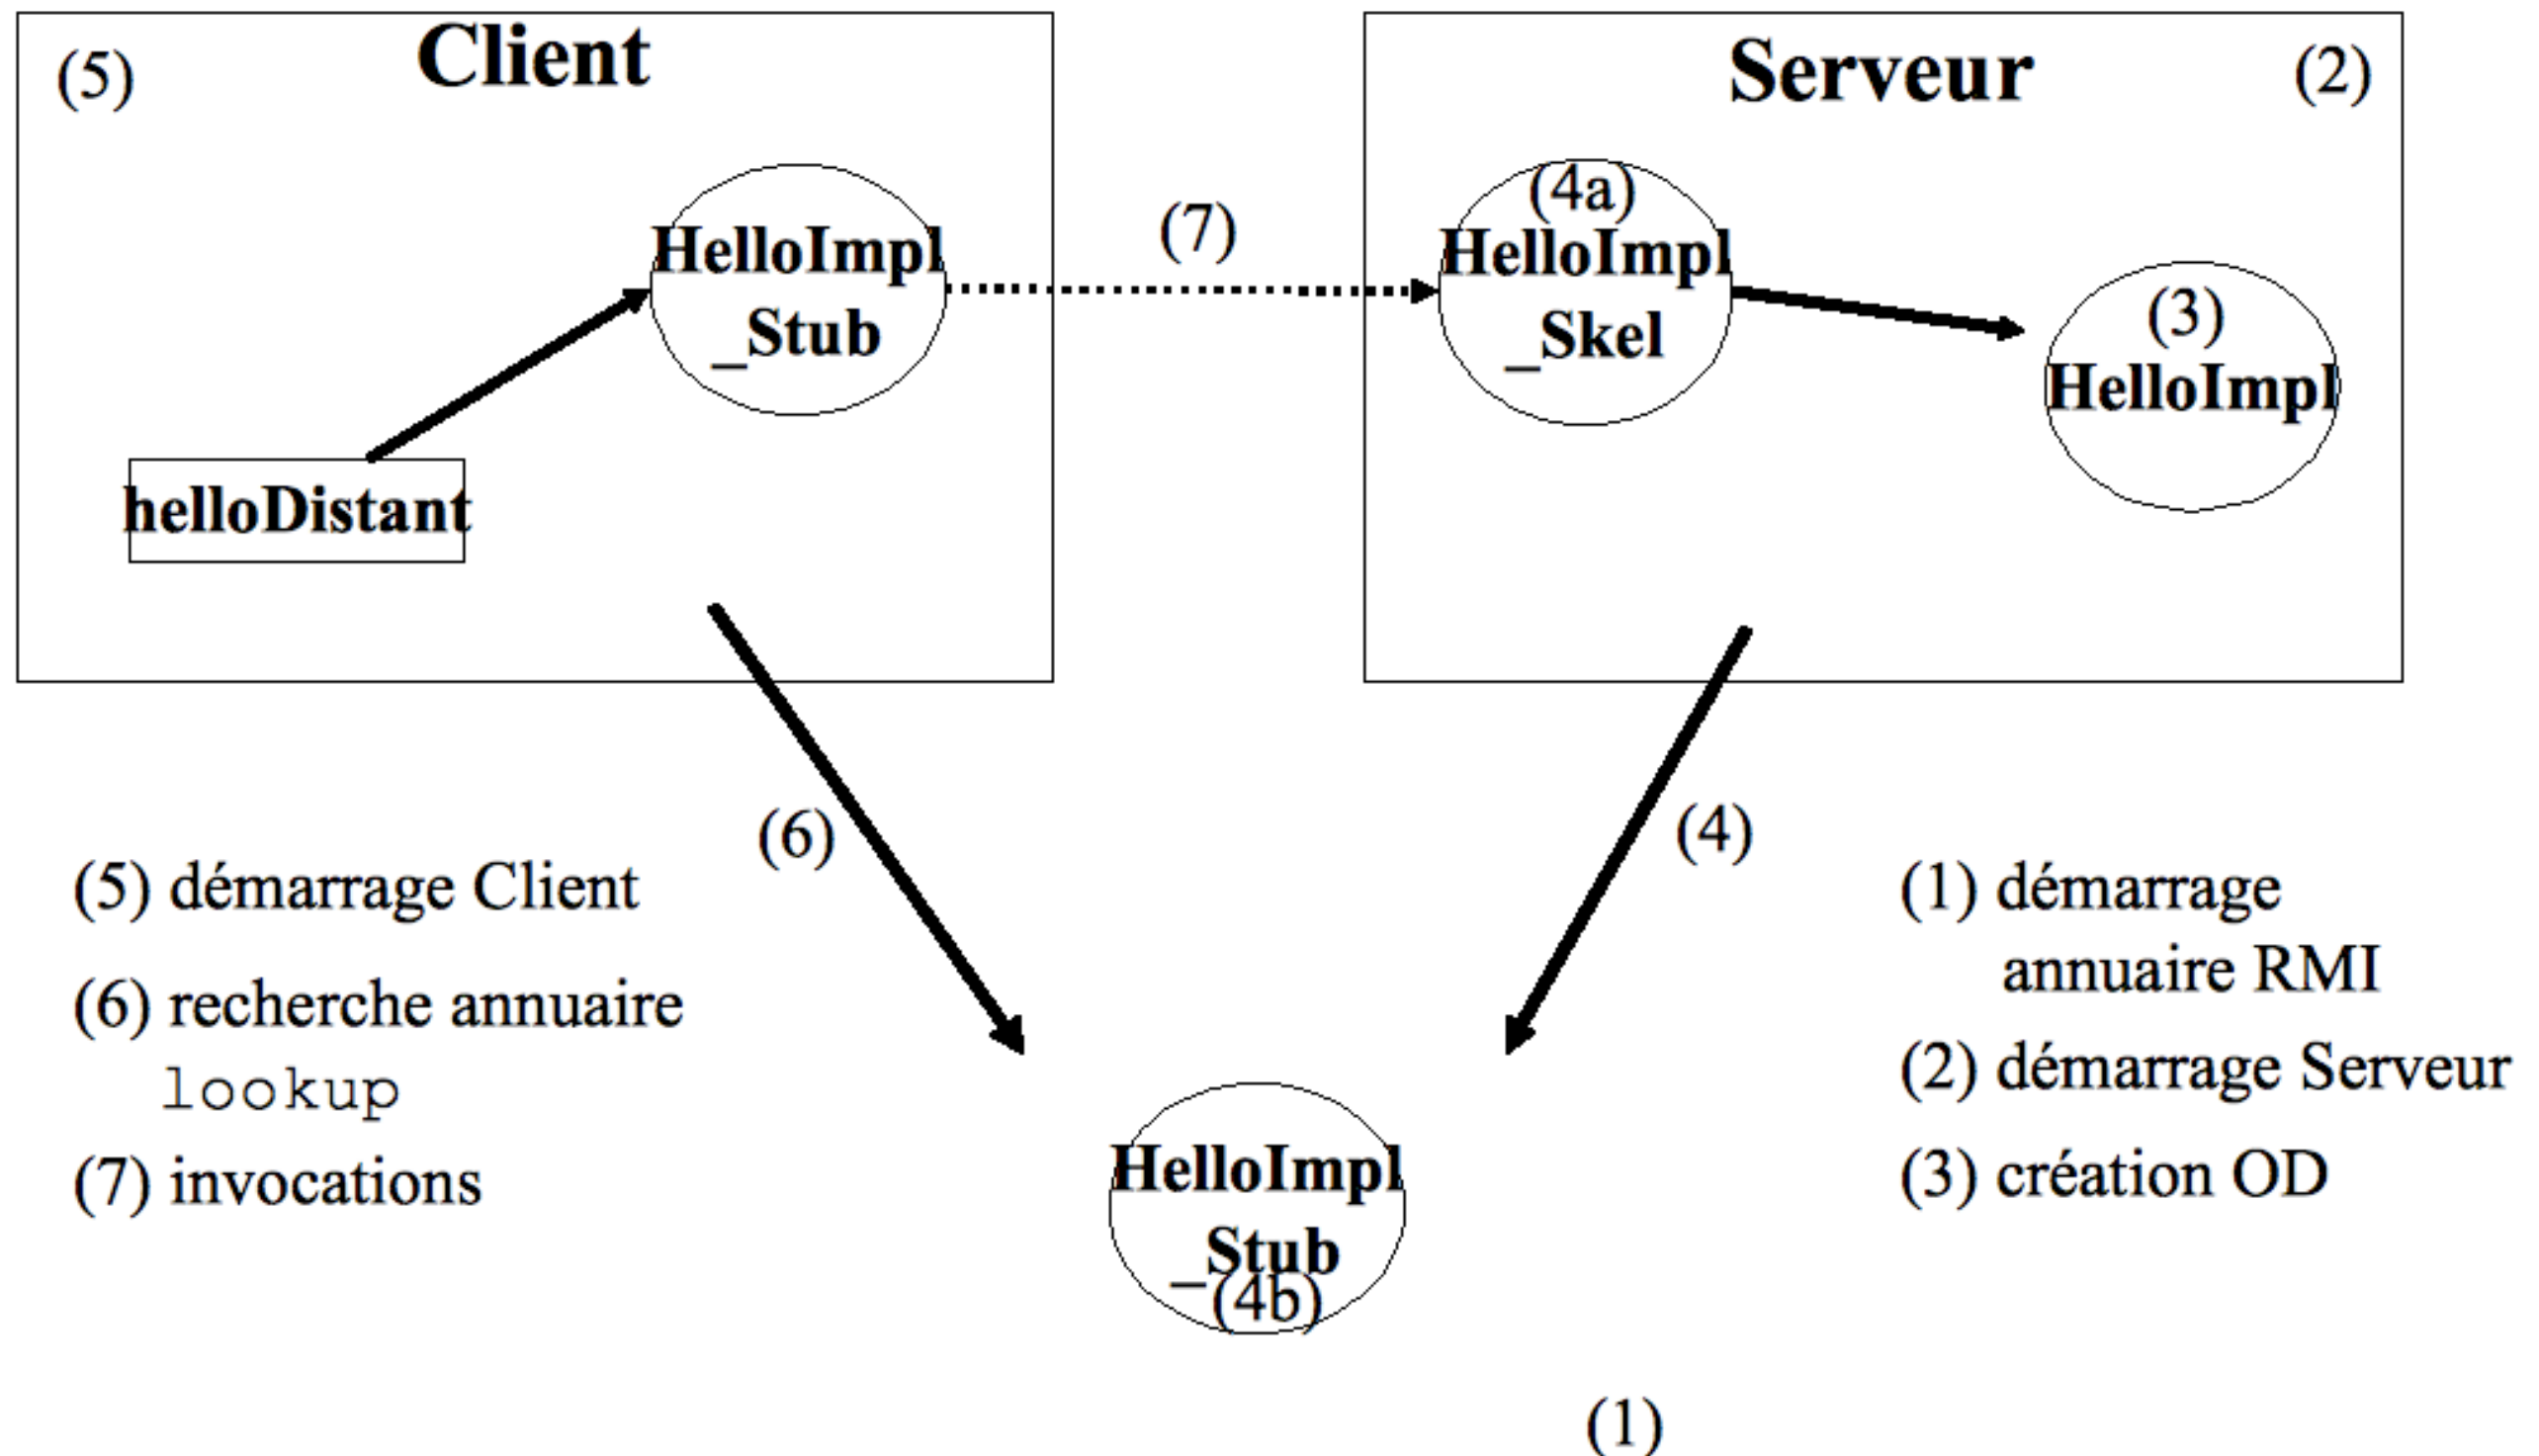 (5)
Client
HelloImpl
_Stub
helloDistant
(7)
Serveur
(2)
(4a)
HelloImpl
_Skel
(3)
HelloImpl
(6)
(4)
(5) démarrage Client
(6) recherche annuaire
lookup
(7) invocations
HelloImpl
_Stub
(4b)
(1)
(1) démarrage
annuaire RMI
(2) démarrage Serveur
(3) création OD